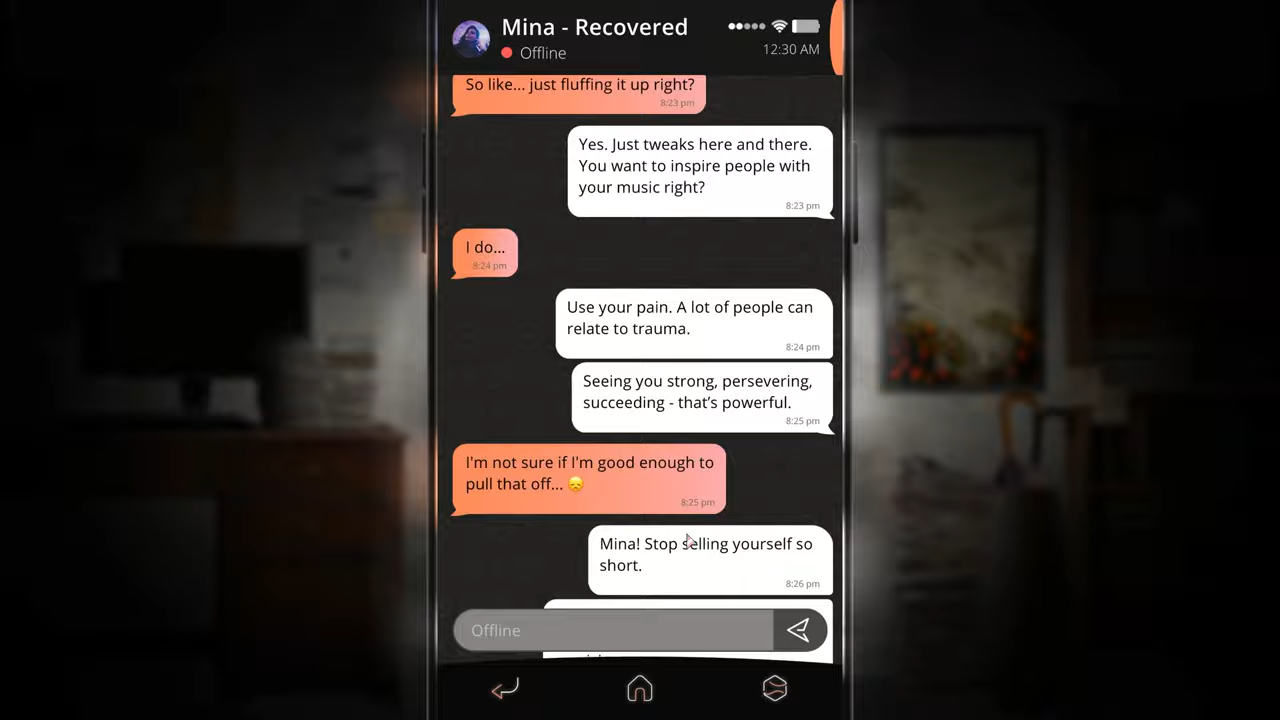 Mina - Recovered
Offline
12:30 AM
So like... just fluffing it up right?
8:23 pm
Yes. Just tweaks here and there.
You want to inspire people with
your music right?
8:23 pm
I do...
8:24 pm
Use your pain. A lot of people can
relate to trauma.
8:24 pm
Seeing you strong, persevering,
succeeding - that's powerful.
8:25 pm
I'm not sure if I'm good enough to
pull that off... 😞
8:25 pm
Mina! Stop selling yourself so
short.
8:26 pm
Offline